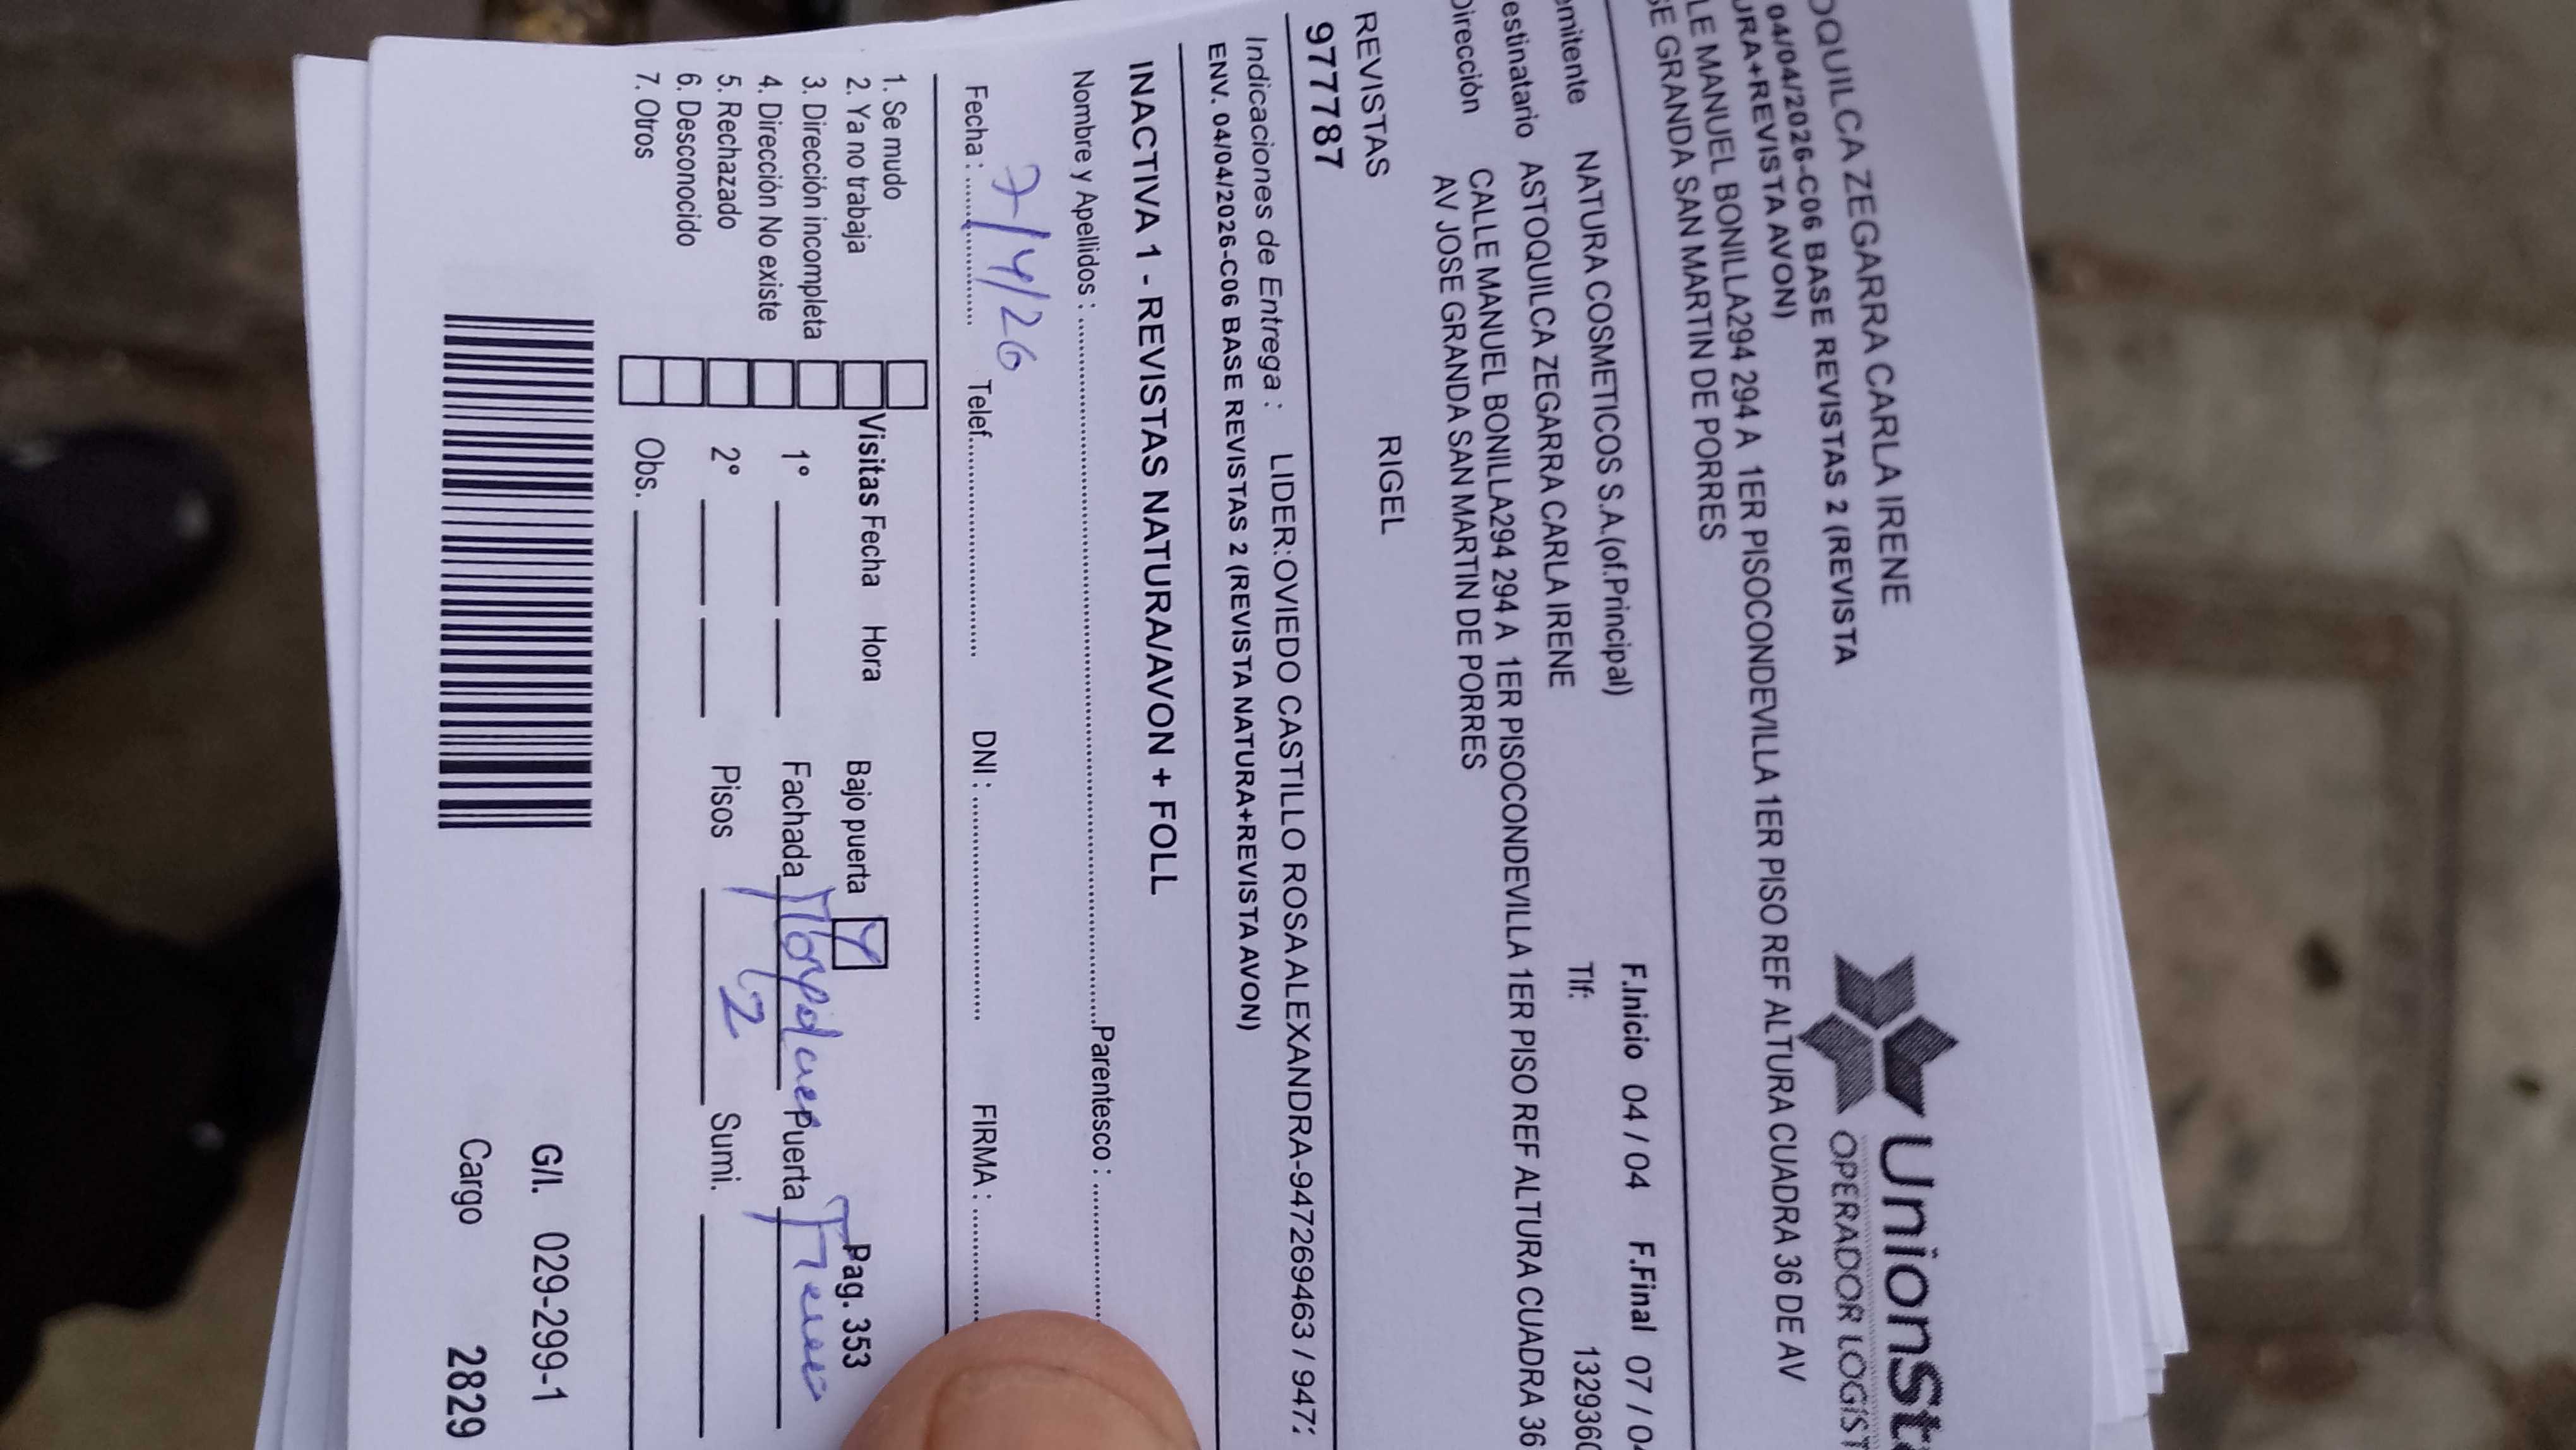 OQUILCA ZEGARRA CARLA IRENE
04/04/2026-C06 BASE REVISTAS 2 (REVISTA
URA+REVISTA AVON)
LE MANUEL BONILLA294 294 A 1ER PISOCONDEVILLA 1ER PISO REF ALTURA CUADRA 36 DE AV
SE GRANDA SAN MARTIN DE PORRES
UnionSt
OPERADOR LOGIST
emitente NATURA COSMETICOS S.A.(of.Principal) F.Inicio 04 / 04 F.Final 07 / 04
estinatario ASTOQUILCA ZEGARRA CARLA IRENE Tlf: 1329360
Dirección CALLE MANUEL BONILLA294 294 A 1ER PISOCONDEVILLA 1ER PISO REF ALTURA CUADRA 36
AV JOSE GRANDA SAN MARTIN DE PORRES
REVISTAS RIGEL
977787
Indicaciones de Entrega : LIDER:OVIEDO CASTILLO ROSA ALEXANDRA-947269463 / 9472
ENV. 04/04/2026-C06 BASE REVISTAS 2 (REVISTA NATURA+REVISTA AVON)
INACTIVA 1 - REVISTAS NATURA/AVON + FOLL
Nombre y Apellidos : Parentesco :
Fecha : 7/4/26 Telef. DNI : FIRMA :
1. Se mudo
2. Ya no trabaja Visitas Fecha Hora Bajo puerta Pag. 353
3. Dirección incompleta
4. Dirección No existe 1° Fachada Puerta
5. Rechazado 2° Pisos 2 Sumi.
6. Desconocido
7. Otros Obs.
G/I. 029-299-1
Cargo 2829